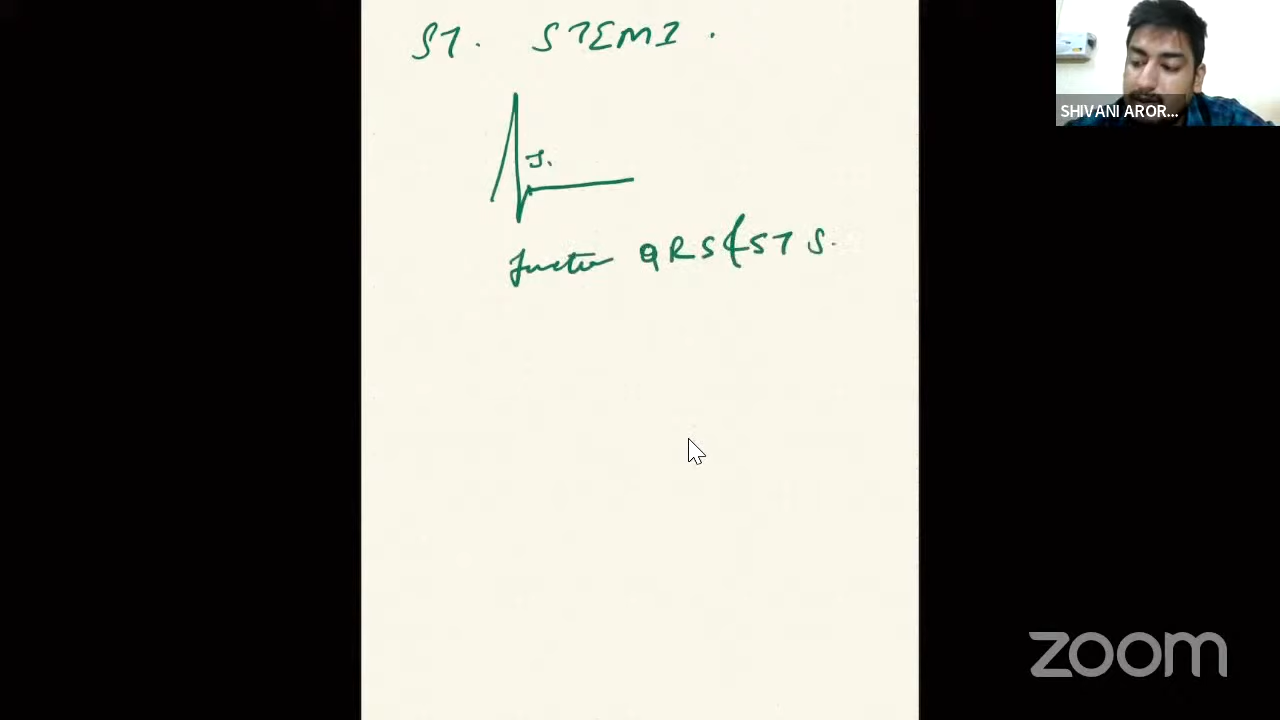 ST. STEMI.
SHIVANI AROR...
J.
Junction QRS & ST S.
zoom